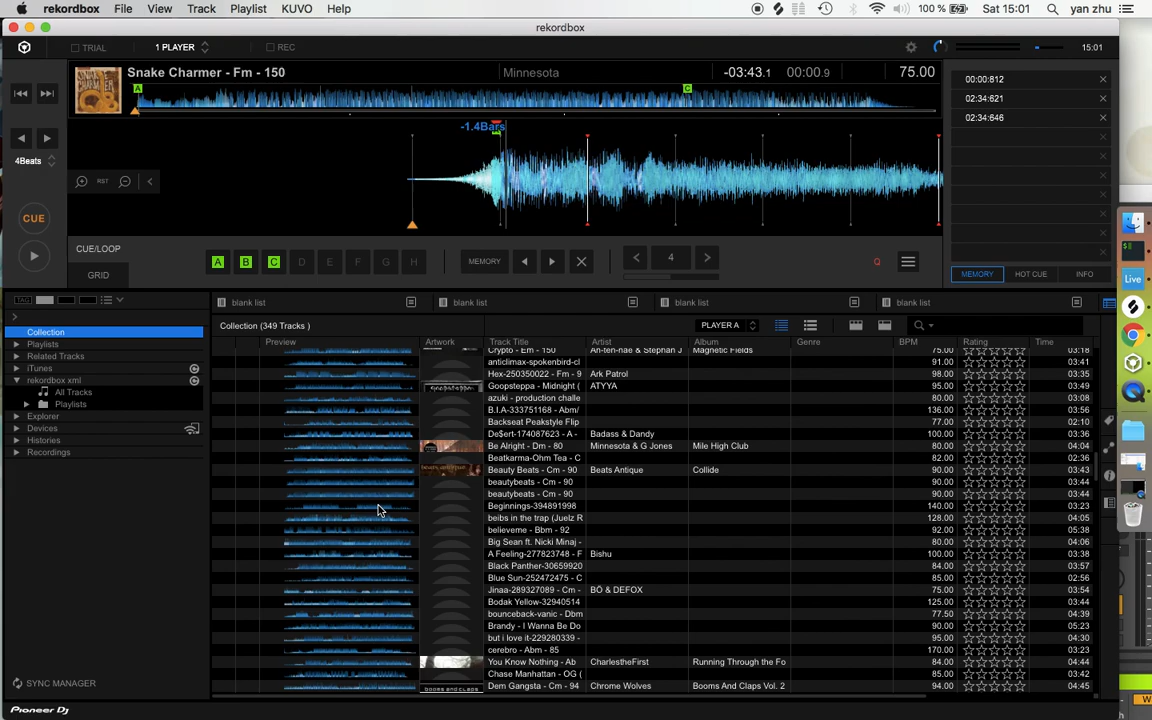 rekordbox File View Track Playlist KUVO Help 100 % Sat 15:01 yan zhu
rekordbox
TRIAL 1 PLAYER REC 15:01
Snake Charmer - Fm - 150 Minnesota -03:43.1 00:00.9 75.00
A C
-1.4Bars
4Beats
RST
CUE
CUE/LOOP
GRID
A B C D E F G H MEMORY 4 Q
00:00:812
02:34:621
02:34:646
MEMORY HOT CUE INFO
TAG
blank list blank list blank list blank list
Collection
Playlists
Related Tracks
iTunes
rekordbox xml
All Tracks
Playlists
Explorer
Devices
Histories
Recordings
SYNC MANAGER
Pioneer Dj
Live
Collection (349 Tracks ) PLAYER A
Preview Artwork Track Title Artist Album Genre BPM Rating Time
Crypto - Em - 150 An-ten-nae & Stephan J Magnetic Fields 75.00 03:18
anticlimax-spokenbird-cl 91.00 03:41
Hex-250350022 - Fm - 9 Ark Patrol 98.00 03:35
Goopsteppa - Midnight ( ATYYA 95.00 03:49
azuki - production challe 80.00 03:08
B.I.A-333751168 - Abm/ 136.00 03:56
Backseat Peakstyle Flip 77.00 02:10
De$ert-174087623 - A - Badass & Dandy 100.00 03:36
Be Alright - Dm - 80 Minnesota & G Jones Mile High Club 80.00 04:04
Beatkarma-Ohm Tea - C 82.00 02:36
Beauty Beats - Cm - 90 Beats Antique Collide 90.00 03:43
beautybeats - Cm - 90 90.00 03:44
beautybeats - Cm - 90 90.00 03:44
Beginnings-394891998 140.00 03:23
beibs in the trap (Juelz R 128.00 04:05
believeme - Bbm - 92 92.00 05:38
Big Sean ft. Nicki Minaj - 80.00 04:06
A Feeling-277823748 - F Bishu 100.00 03:38
Black Panther-30659920 84.00 03:57
Blue Sun-252472475 - C 85.00 02:56
Jinaa-289327089 - Cm - BÖ & DEFOX 75.00 03:54
Bodak Yellow-32940514 125.00 03:44
bounceback-vanic - Dbm 77.50 04:39
Brandy - I Wanna Be Do 90.00 05:23
but i love it-229280339 - 95.00 04:30
cerebro - Abm - 85 170.00 03:23
You Know Nothing - Ab CharlestheFirst Running Through the Fo 84.00 04:44
Chase Manhattan - OG ( 85.00 03:42
Dem Gangsta - Cm - 94 Chrome Wolves Booms And Claps Vol. 2 94.00 04:45